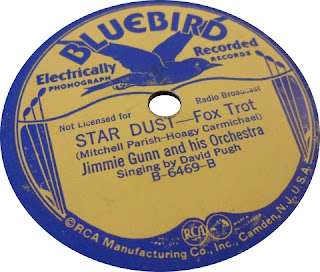 BLUEBIRD
Electrically Recorded
PHONOGRAPH RECORDS
Not Licensed for Radio Broadcast
STAR DUST—Fox Trot
(Mitchell Parish-Hoagy Carmichael)
Jimmie Gunn and his Orchestra
Singing by David Pugh
B-6469-B
RCA
©RCA Manufacturing Co., Inc., Camden, N.J., U.S.A.